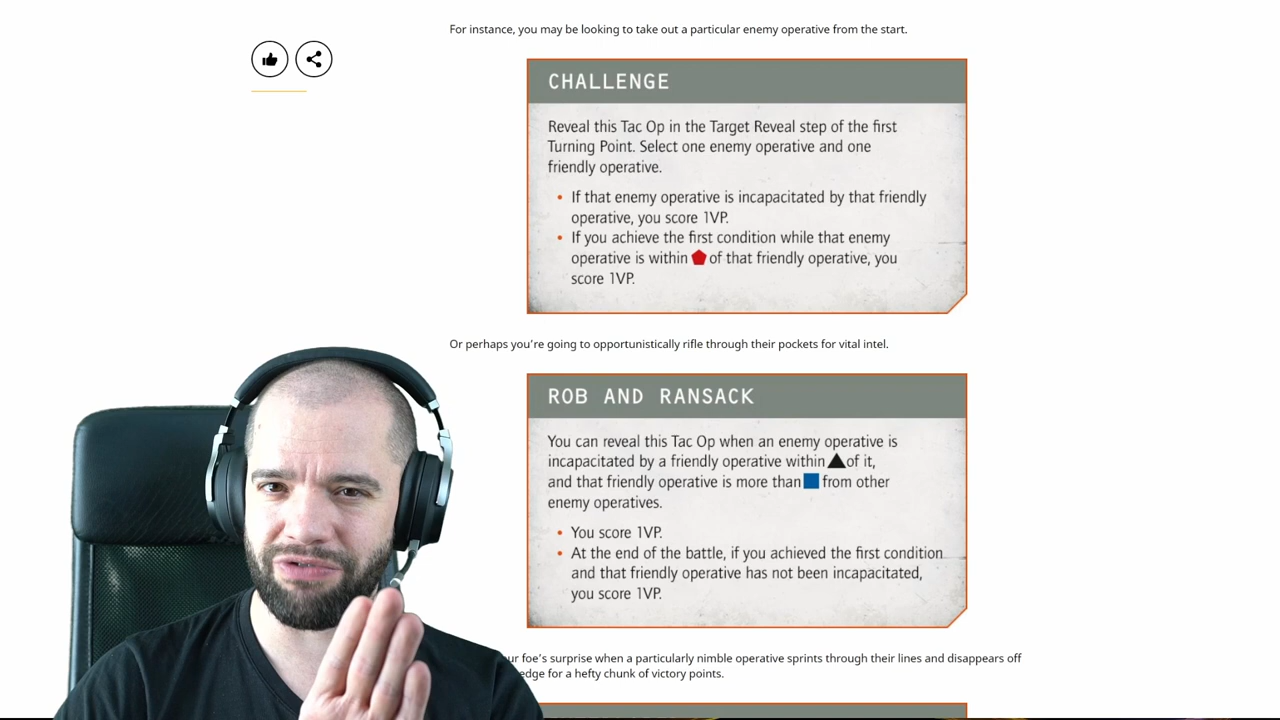 For instance, you may be looking to take out a particular enemy operative from the start.
CHALLENGE
Reveal this Tac Op in the Target Reveal step of the first
Turning Point. Select one enemy operative and one
friendly operative.
• If that enemy operative is incapacitated by that friendly
operative, you score 1VP.
• If you achieve the first condition while that enemy
operative is within of that friendly operative, you
score 1VP.
Or perhaps you're going to opportunistically rifle through their pockets for vital intel.
ROB AND RANSACK
You can reveal this Tac Op when an enemy operative is
incapacitated by a friendly operative within of it,
and that friendly operative is more than from other
enemy operatives.
• You score 1VP.
• At the end of the battle, if you achieved the first condition
and that friendly operative has not been incapacitated,
you score 1VP.
foe's surprise when a particularly nimble operative sprints through their lines and disappears off
for a hefty chunk of victory points.